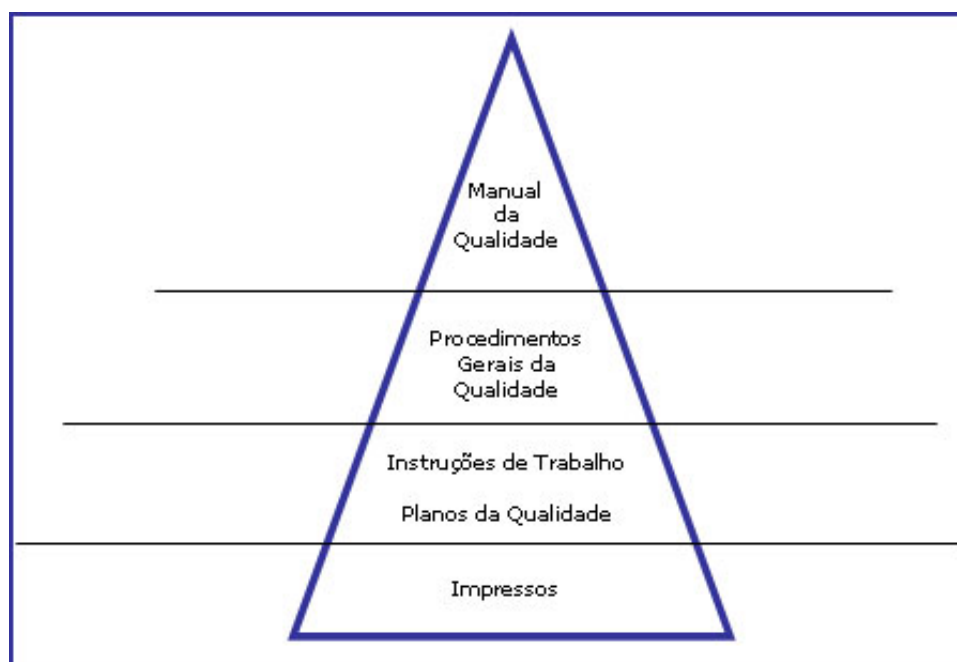 Manual
da
Qualidade
Procedimentos
Gerais da
Qualidade
Instruções de Trabalho
Planos da Qualidade
Impressos